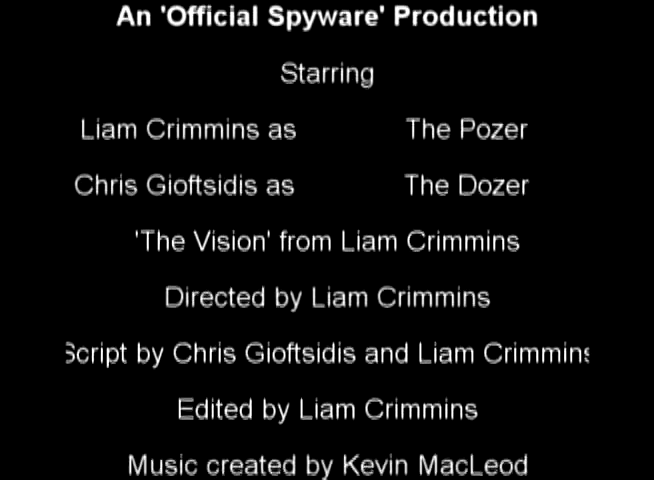 An 'Official Spyware' Production
Starring
Liam Crimmins as The Pozer
Chris Gioftsidis as The Dozer
'The Vision' from Liam Crimmins
Directed by Liam Crimmins
Script by Chris Gioftsidis and Liam Crimmins
Edited by Liam Crimmins
Music created by Kevin MacLeod